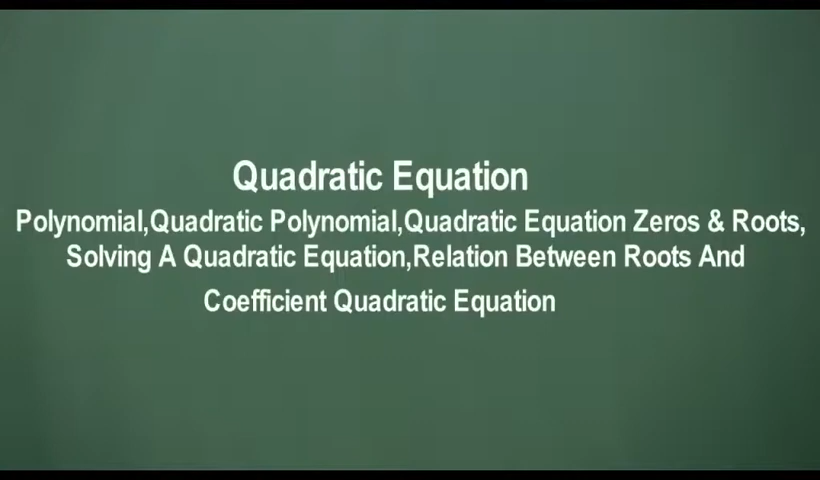 Quadratic Equation
Polynomial,Quadratic Polynomial,Quadratic Equation Zeros & Roots,
Solving A Quadratic Equation,Relation Between Roots And
Coefficient Quadratic Equation